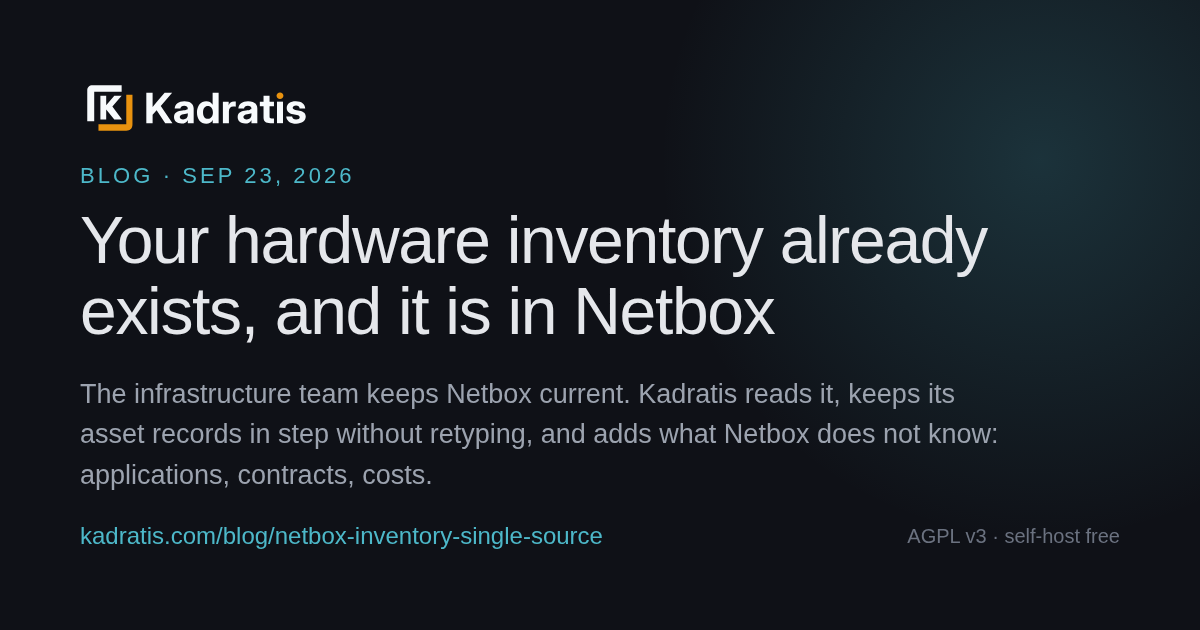 Kadratis
BLOG · SEP 23, 2026
Your hardware inventory already
exists, and it is in Netbox
The infrastructure team keeps Netbox current. Kadratis reads it, keeps its
asset records in step without retyping, and adds what Netbox does not know:
applications, contracts, costs.
kadratis.com/blog/netbox-inventory-single-source
AGPL v3 · self-host free